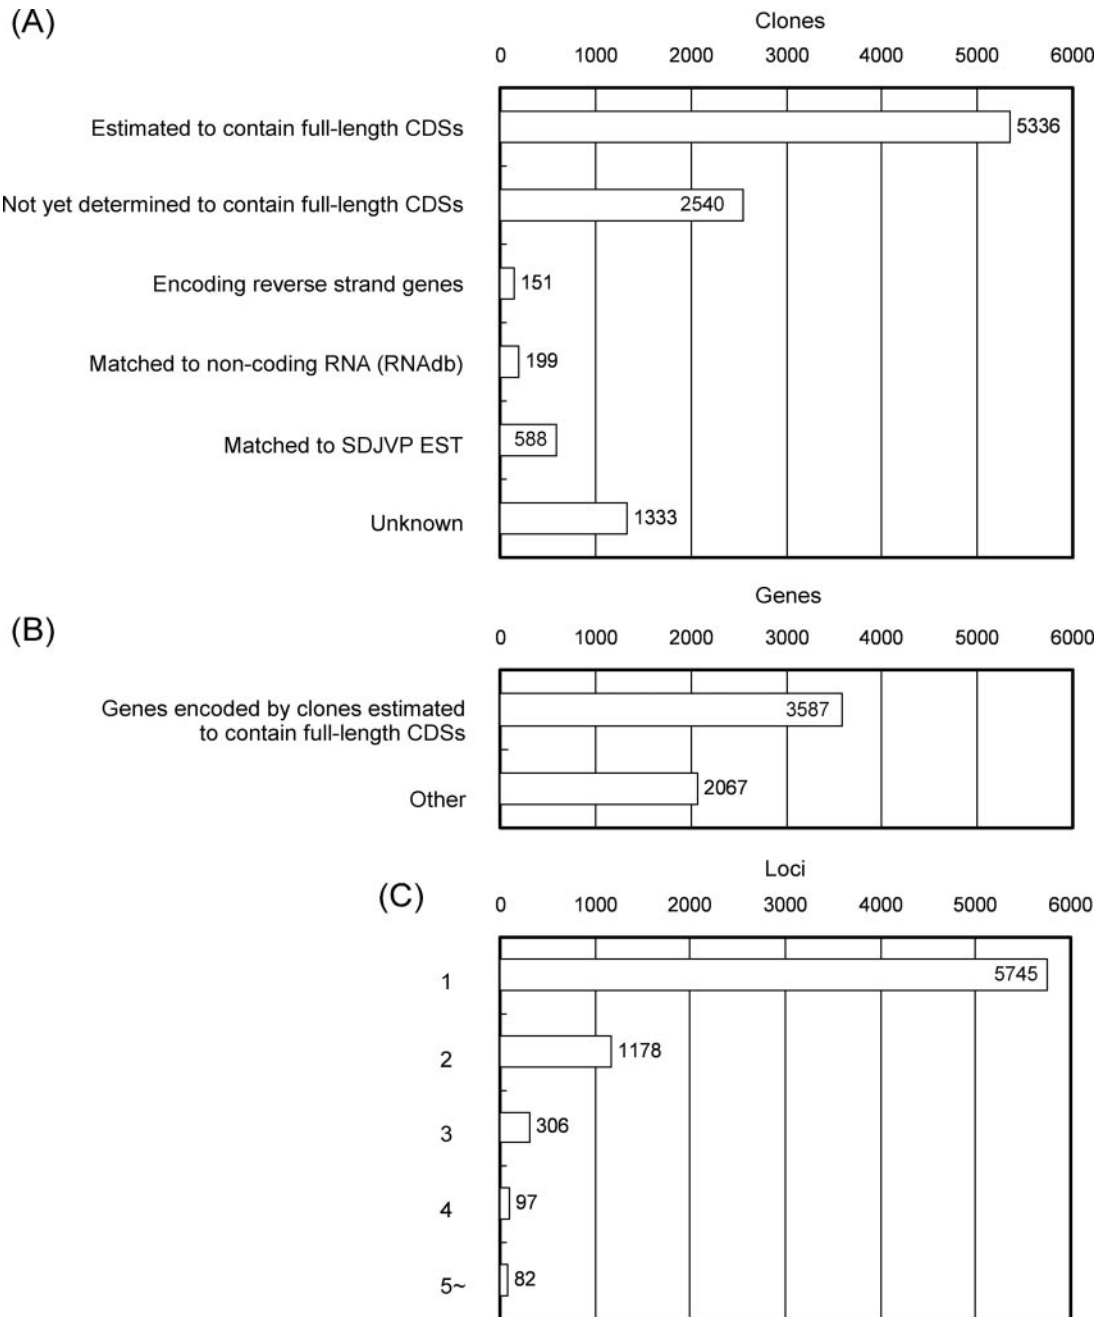 (A)
Clones
0 1000 2000 3000 4000 5000 6000
Estimated to contain full-length CDSs 5336
Not yet determined to contain full-length CDSs 2540
Encoding reverse strand genes 151
Matched to non-coding RNA (RNAdb) 199
Matched to SDJVP EST 588
Unknown 1333
Genes
(B)
0 1000 2000 3000 4000 5000 6000
Genes encoded by clones estimated
to contain full-length CDSs 3587
Other 2067
Loci
(C)
0 1000 2000 3000 4000 5000 6000
1 5745
2 1178
3 306
4 97
5~ 82